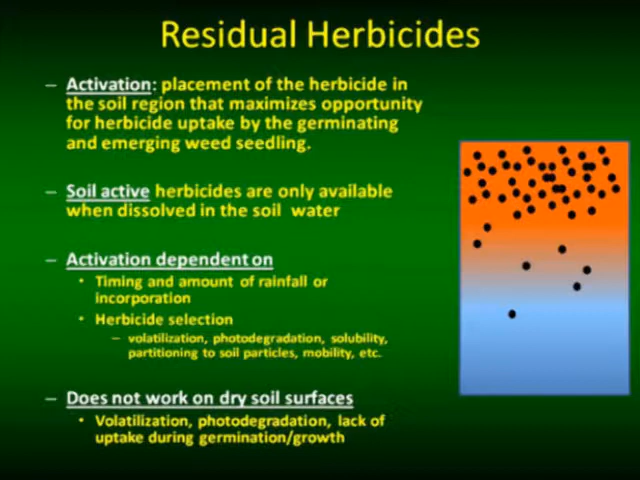 Residual Herbicides
– Activation: placement of the herbicide in
the soil region that maximizes opportunity
for herbicide uptake by the germinating
and emerging weed seedling.
– Soil active herbicides are only available
when dissolved in the soil water
– Activation dependent on
• Timing and amount of rainfall or
incorporation
• Herbicide selection
– volatilization, photodegradation, solubility,
partitioning to soil particles, mobility, etc.
– Does not work on dry soil surfaces
• Volatilization, photodegradation, lack of
uptake during germination/growth